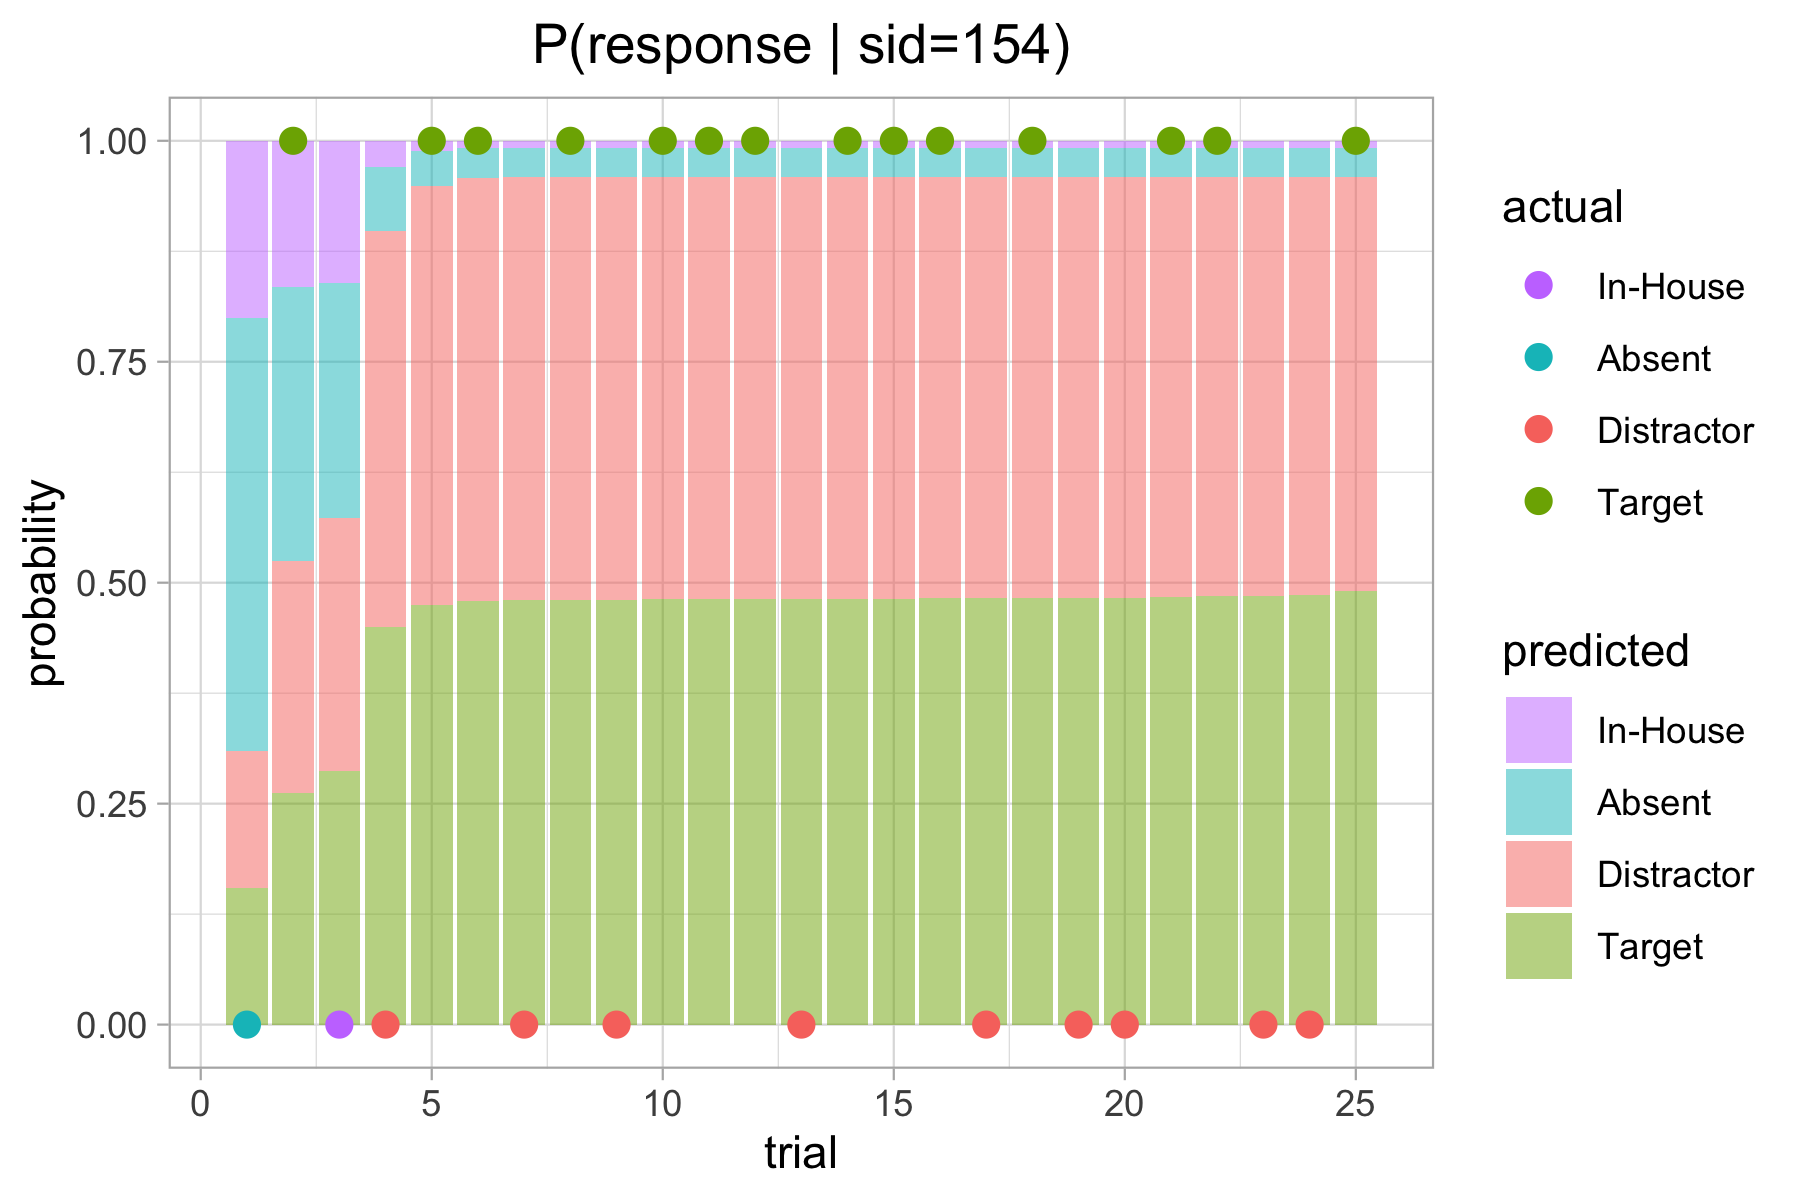 P(response | sid=154)
1.00
0.75
0.50
0.25
0.00
probability
0
5
10
15
20
25
trial
actual
In-House
Absent
Distractor
Target
predicted
In-House
Absent
Distractor
Target